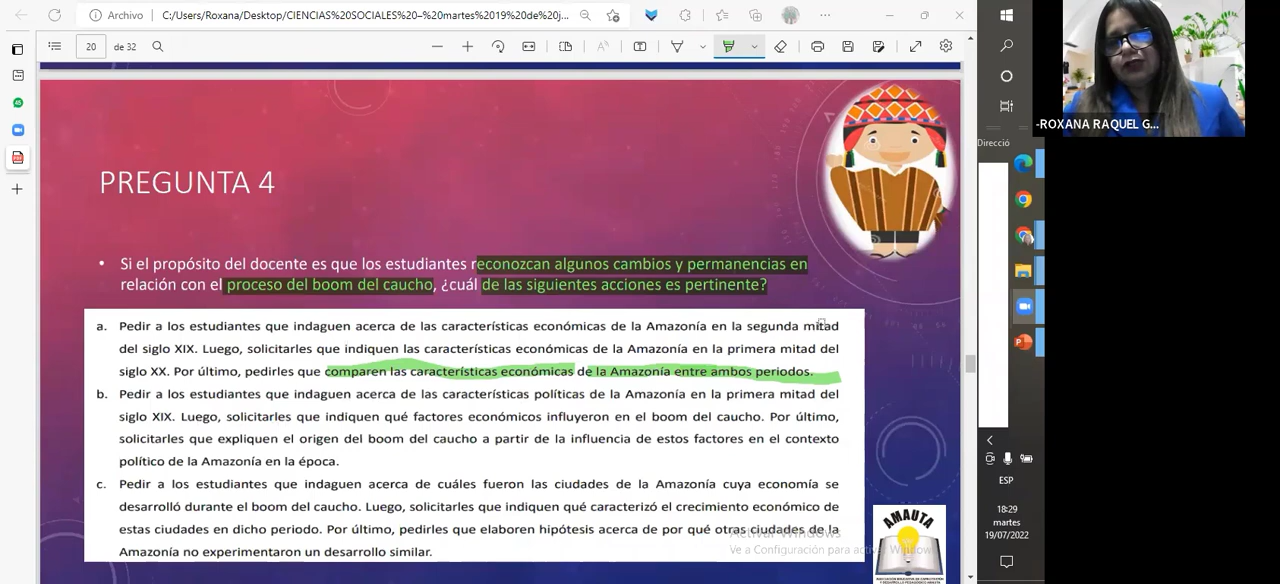 Archivo
C:/Users/Roxana/Desktop/CIENCIAS%20SOCIALES%20–%20martes%2019%20de%20j...
20 de 32
-ROXANA RAQUEL G...
Direcció
PREGUNTA 4
• Si el propósito del docente es que los estudiantes reconozcan algunos cambios y permanencias en
relación con el proceso del boom del caucho, ¿cuál de las siguientes acciones es pertinente?
a. Pedir a los estudiantes que indaguen acerca de las características económicas de la Amazonía en la segunda mitad
del siglo XIX. Luego, solicitarles que indiquen las características económicas de la Amazonía en la primera mitad del
siglo XX. Por último, pedirles que comparen las características económicas de la Amazonía entre ambos periodos.
b. Pedir a los estudiantes que indaguen acerca de las características políticas de la Amazonía en la primera mitad del
siglo XIX. Luego, solicitarles que indiquen qué factores económicos influyeron en el boom del caucho. Por último,
solicitarles que expliquen el origen del boom del caucho a partir de la influencia de estos factores en el contexto
político de la Amazonía en la época.
c. Pedir a los estudiantes que indaguen acerca de cuáles fueron las ciudades de la Amazonía cuya economía se
desarrolló durante el boom del caucho. Luego, solicitarles que indiquen qué caracterizó el crecimiento económico de
estas ciudades en dicho periodo. Por último, pedirles que elaboren hipótesis acerca de por qué otras ciudades de la
Amazonía no experimentaron un desarrollo similar.
Activar Windows
Ve a Configuración para activar Windows
AMAUTA
ESP
18:29
martes
19/07/2022